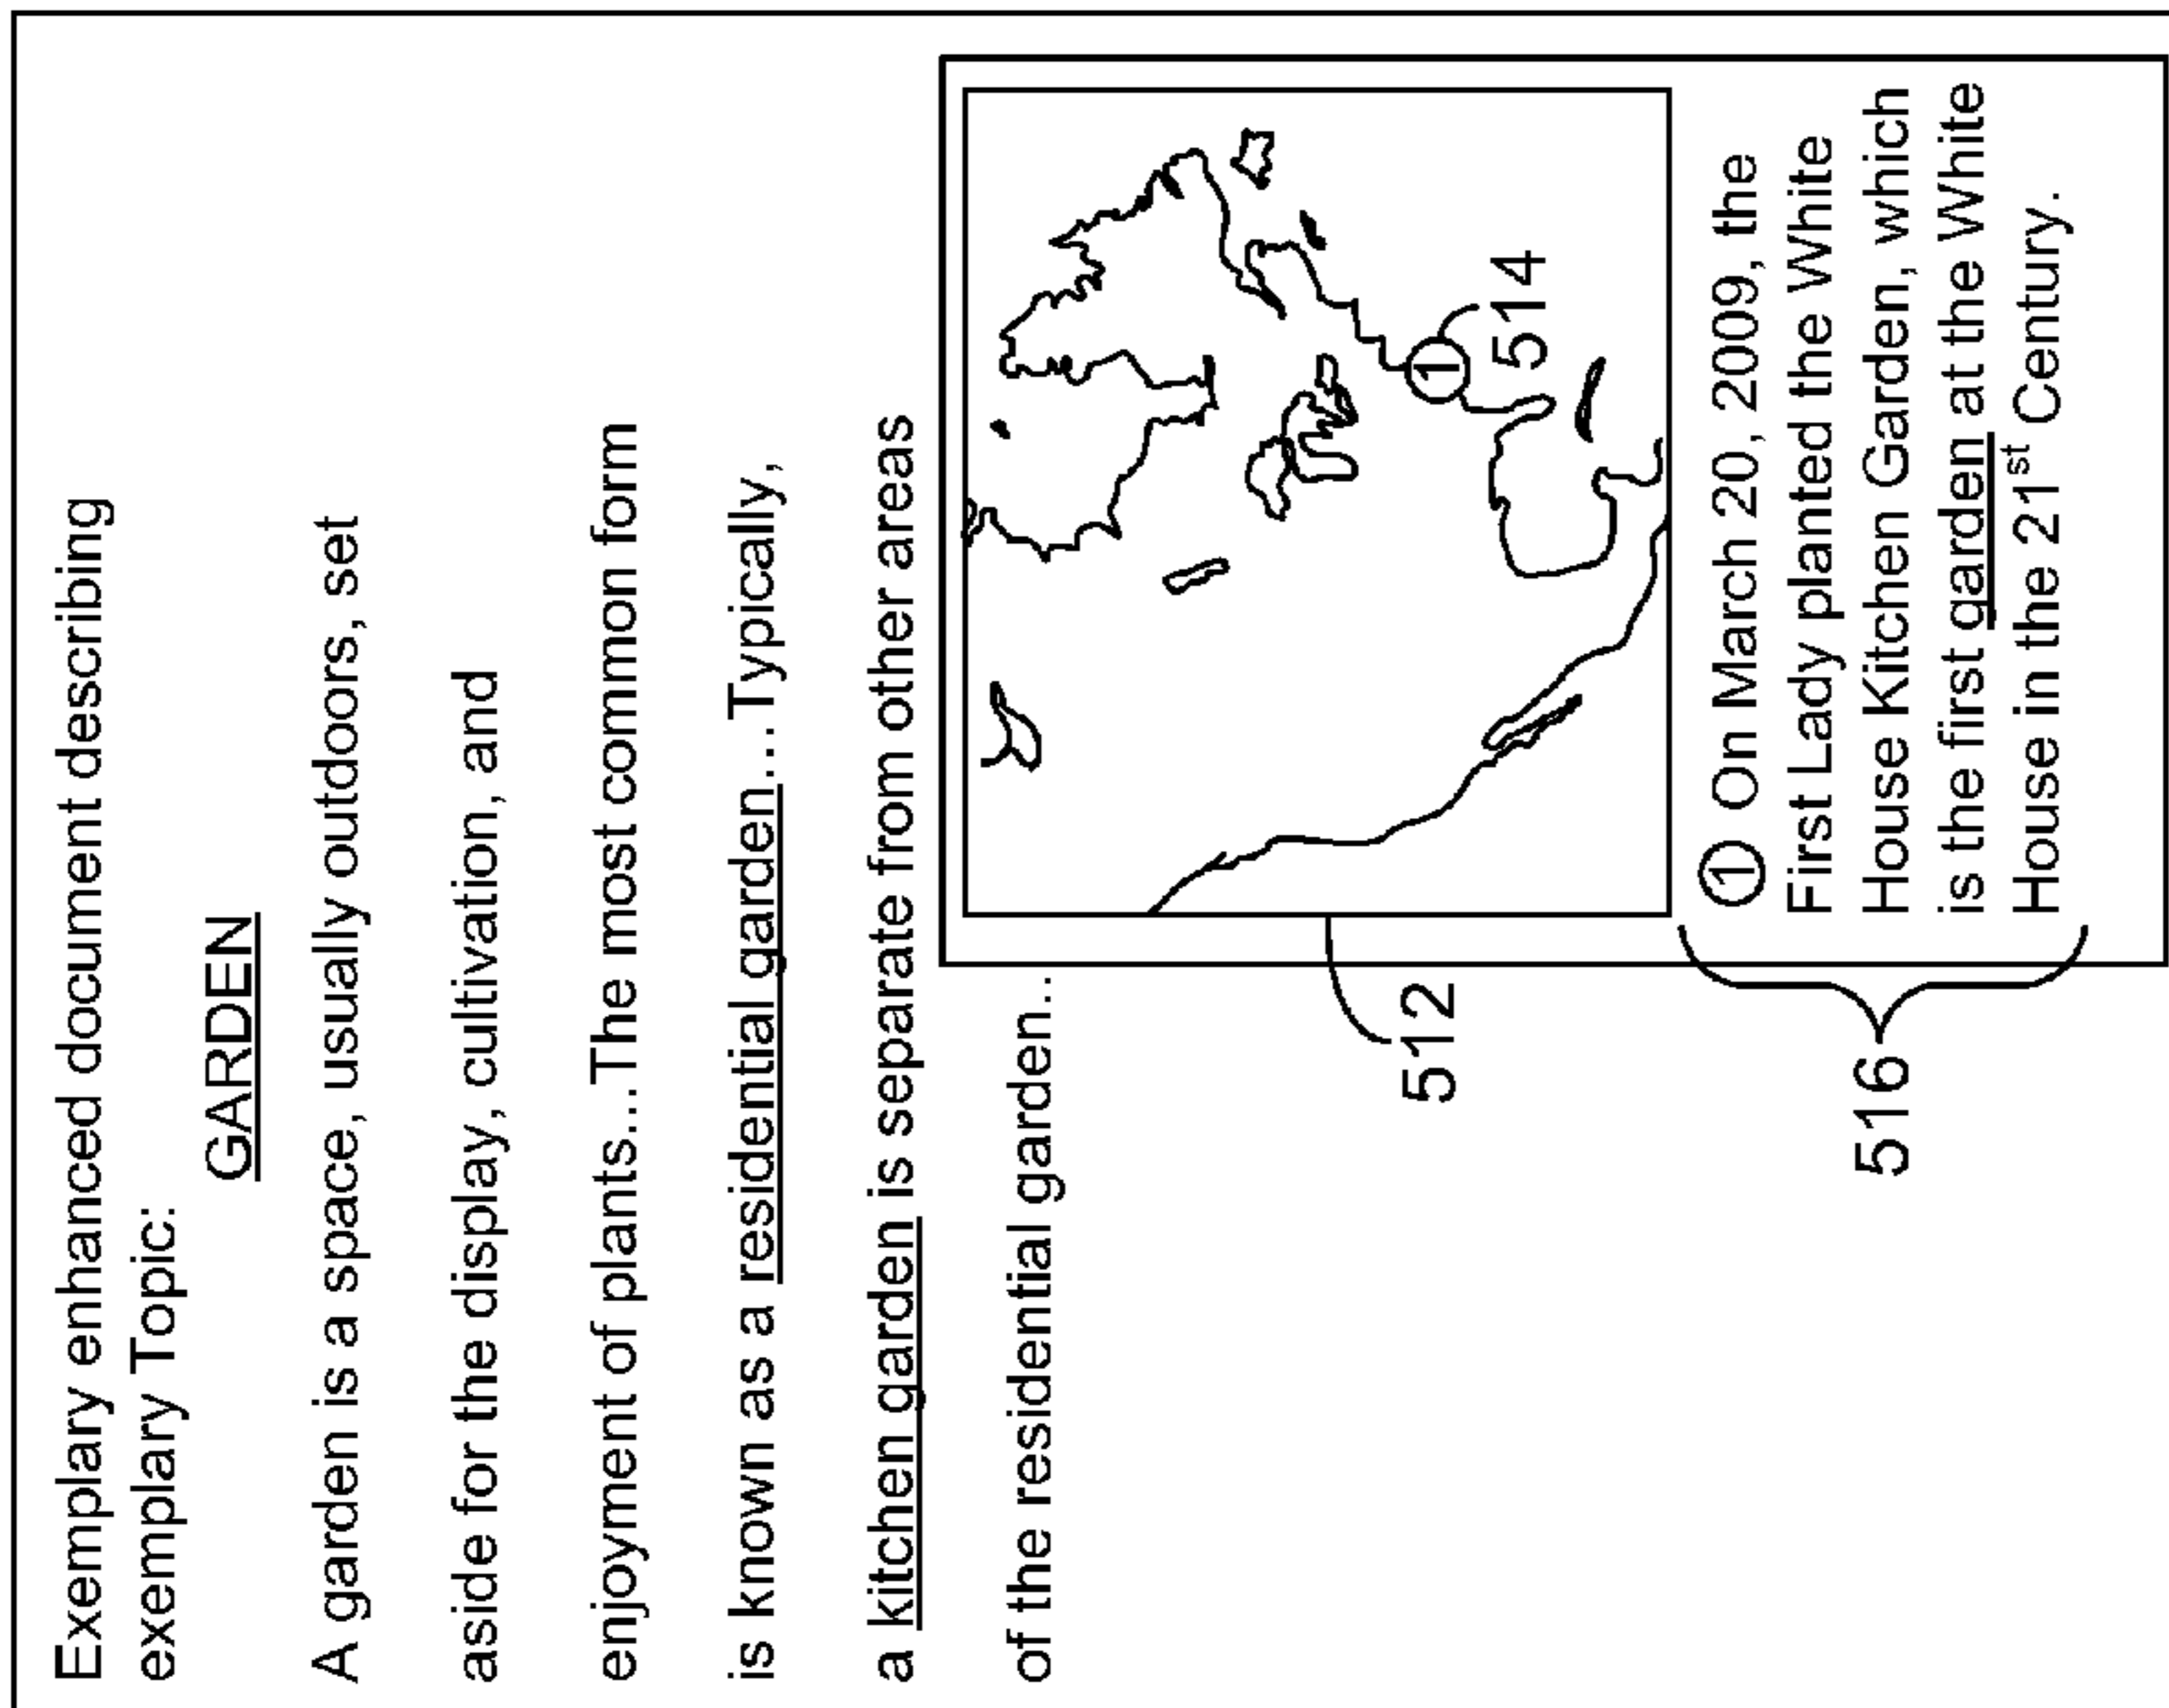 Exemplary enhanced document describing
exemplary Topic:
GARDEN
A garden is a space, usually outdoors, set
aside for the display, cultivation, and
enjoyment of plants...The most common form
is known as a residential garden...Typically,
a kitchen garden is separate from other areas
of the residential garden...
1
514
512
516
1 On March 20, 2009, the
First Lady planted the White
House Kitchen Garden, which
is the first garden at the White
House in the 21st Century.